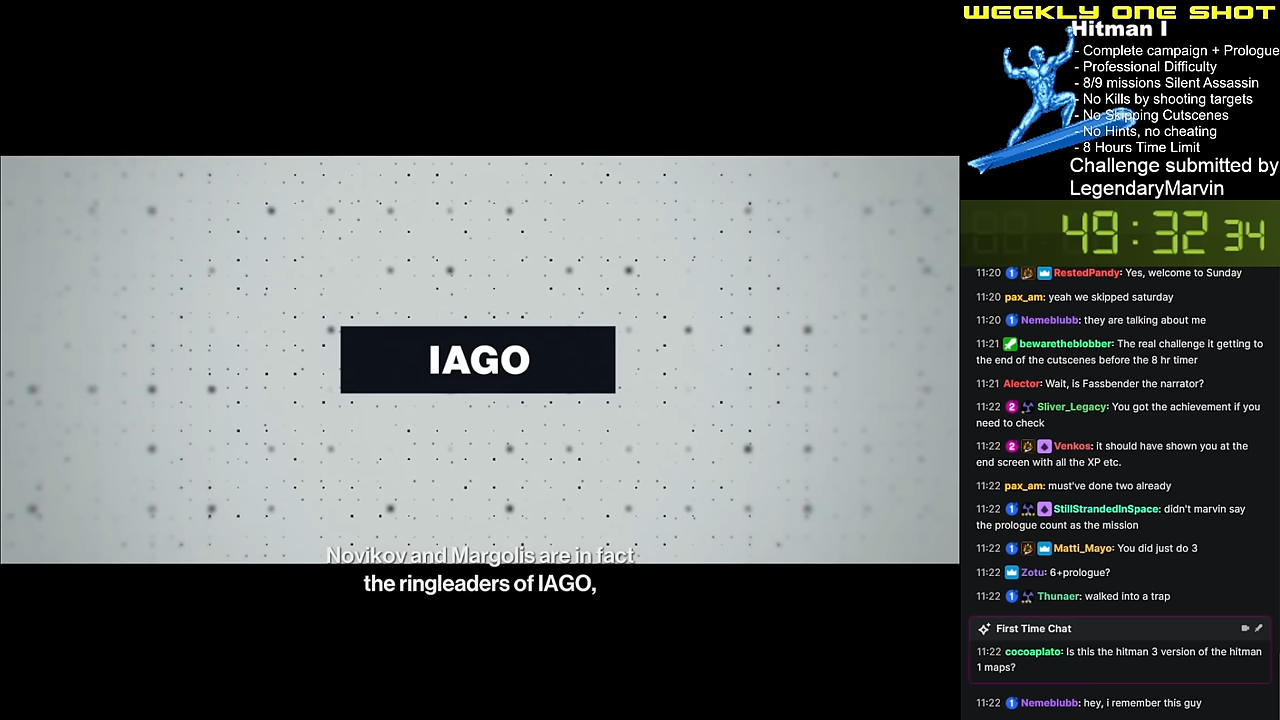 IAGO
Novikov and Margolis are in fact
the ringleaders of IAGO,
WEEKLY ONE SHOT
Hitman I
- Complete campaign + Prologue
- Professional Difficulty
- 8/9 missions Silent Assassin
- No Kills by shooting targets
- No Skipping Cutscenes
- No Hints, no cheating
- 8 Hours Time Limit
Challenge submitted by
LegendaryMarvin
49:32 34
11:20 RestedPandy: Yes, welcome to Sunday
11:20 pax_am: yeah we skipped saturday
11:20 Nemeblubb: they are talking about me
11:21 bewaretheblobber: The real challenge it getting to
the end of the cutscenes before the 8 hr timer
11:21 Alector: Wait, is Fassbender the narrator?
11:22 Sliver_Legacy: You got the achievement if you
need to check
11:22 Venkos: it should have shown you at the
end screen with all the XP etc.
11:22 pax_am: must've done two already
11:22 StillStrandedInSpace: didn't marvin say
the prologue count as the mission
11:22 Matti_Mayo: You did just do 3
11:22 Zotu: 6+prologue?
11:22 Thunaer: walked into a trap
First Time Chat
11:22 cocoaplato: Is this the hitman 3 version of the hitman
1 maps?
11:22 Nemeblubb: hey, i remember this guy